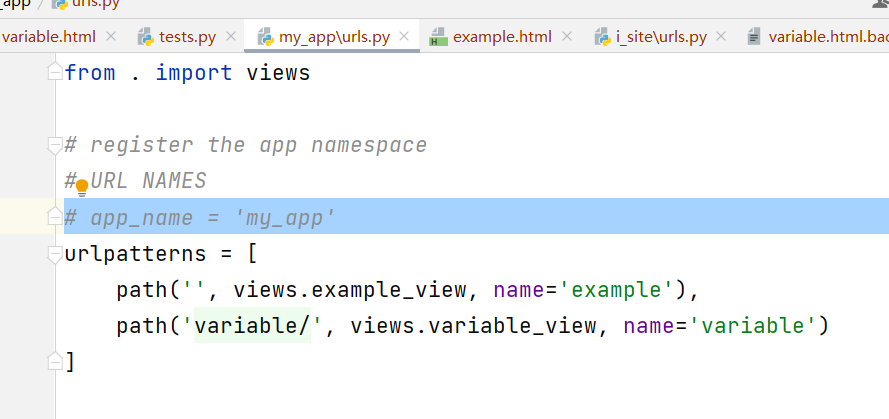 _app
urls.py
variable.html
tests.py
my_app\urls.py
example.html
i_site\urls.py
variable.html.bac
from . import views
# register the app namespace
# URL NAMES
# app_name = 'my_app'
urlpatterns = [
path('', views.example_view, name='example'),
path('variable/', views.variable_view, name='variable')
]